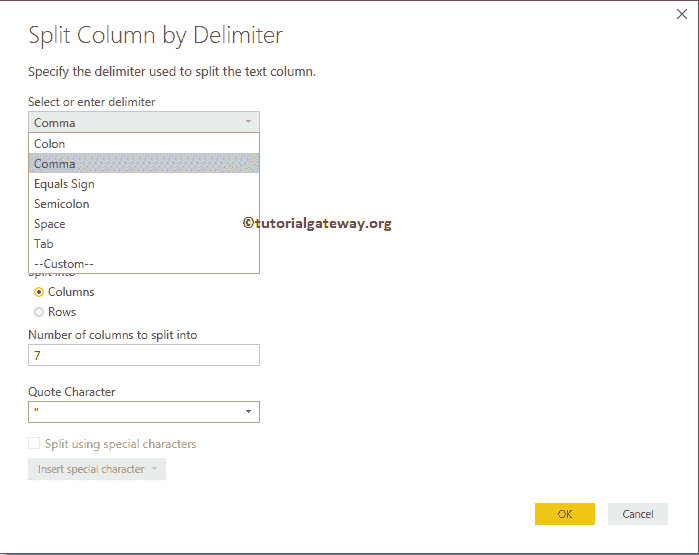 Split Column by Delimiter
Specify the delimiter used to split the text column.
Select or enter delimiter
Comma
Colon
Comma
Equals Sign
Semicolon
Space
©tutorialgateway.org
Tab
--Custom--
Split into
Columns
Rows
Number of columns to split into
7
Quote Character
"
Split using special characters
Insert special character
OK Cancel